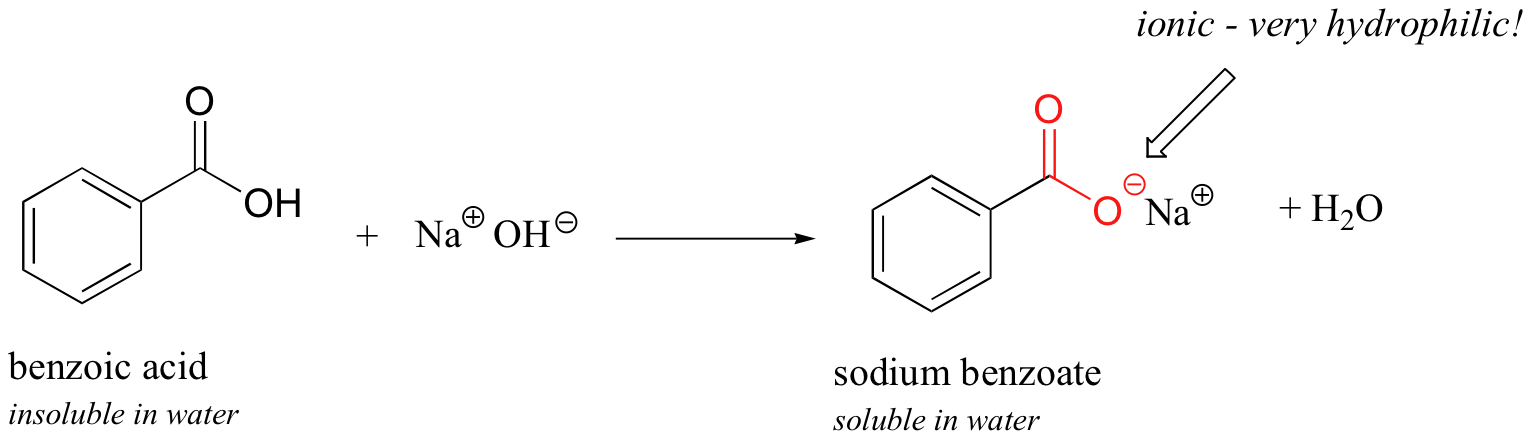 ionic - very hydrophilic!
O
OH
+ Na⊕ OH⊖
O
O⊖ Na⊕
+ H₂O
benzoic acid
insoluble in water
sodium benzoate
soluble in water